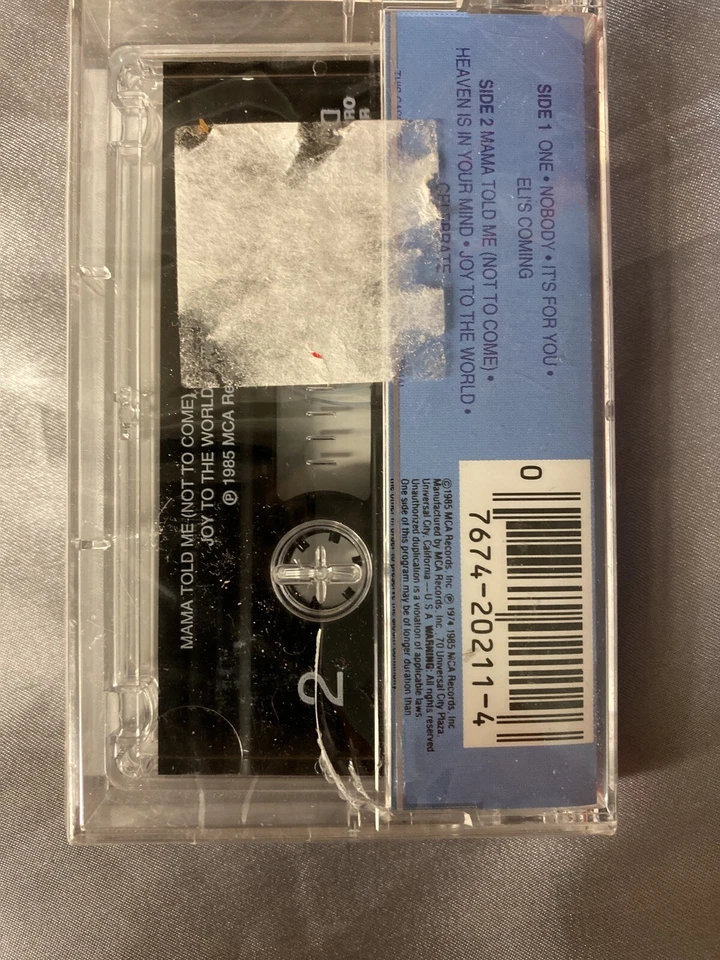 SIDE 1 ONE • NOBODY • IT'S FOR YOU •
ELI'S COMING
SIDE 2 MAMA TOLD ME (NOT TO COME) •
HEAVEN IS IN YOUR MIND • JOY TO THE WORLD •
CELEBRATE
0
7674-20211-4
©1985 MCA Records, Inc. ℗ 1974 1985 MCA Records, Inc.
Manufactured by MCA Records, Inc., 70 Universal City Plaza,
Universal City, California — U S A WARNING: All rights reserved
Unauthorized duplication is a violation of applicable laws.
One side of this program may be of longer duration than
2
℗ 1985 MCA Re
JOY TO THE WORLD
MAMA TOLD ME (NOT TO COME)